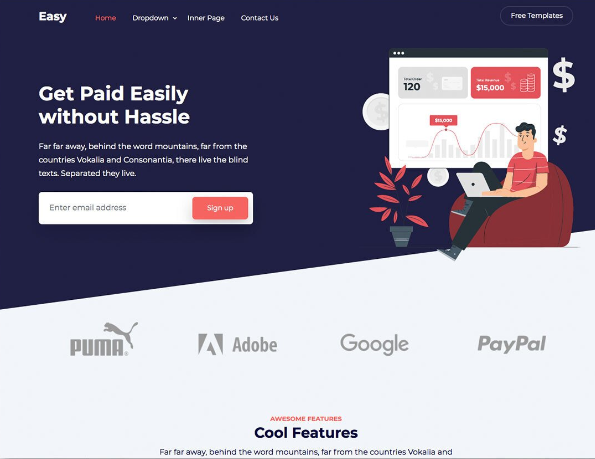 Easy
Home
Dropdown
Inner Page
Contact Us
Free Templates
Get Paid Easily
without Hassle
Far far away, behind the word mountains, far from the
countries Vokalia and Consonantia, there live the blind
texts. Separated they live.
Enter email address
Sign up
120
Total Revenue
$15,000
$15,000
PUMA
Adobe
Google
PayPal
AWESOME FEATURES
Cool Features
Far far away, behind the word mountains, far from the countries Vokalia and